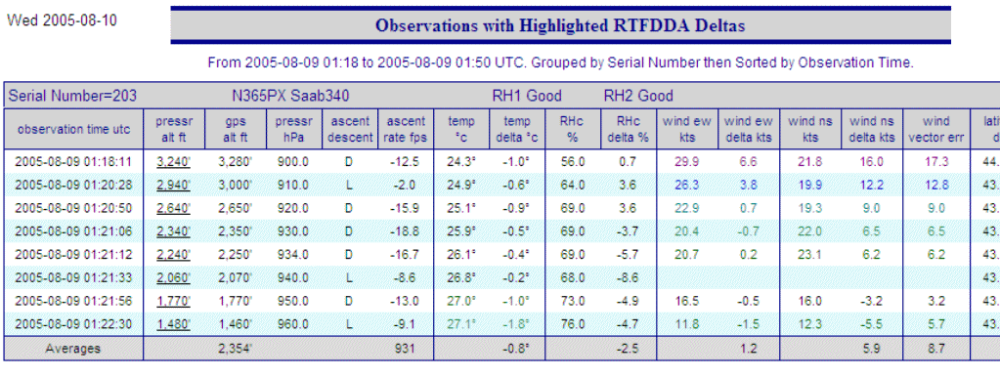 Wed 2005-08-10
Observations with Highlighted RTFDDA Deltas
From 2005-08-09 01:18 to 2005-08-09 01:50 UTC. Grouped by Serial Number then Sorted by Observation Time.
Serial Number=203 N365PX Saab340 RH1 Good RH2 Good
observation time utc pressr alt ft gps alt ft pressr hPa ascent descent ascent rate fps temp °c temp delta °c RHc % RHc delta % wind ew kts wind ew delta kts wind ns kts wind ns delta kts wind vector err lati d
2005-08-09 01:18:11 3,240' 3,280' 900.0 D -12.5 24.3° -1.0° 56.0 0.7 29.9 6.6 21.8 16.0 17.3 44.
2005-08-09 01:20:28 2,940' 3,000' 910.0 L -2.0 24.9° -0.6° 64.0 3.6 26.3 3.8 19.9 12.2 12.8 43.
2005-08-09 01:20:50 2,640' 2,650' 920.0 D -15.9 25.1° -0.9° 69.0 3.6 22.9 0.7 19.3 9.0 9.0 43.
2005-08-09 01:21:06 2,340' 2,350' 930.0 D -18.8 25.9° -0.5° 69.0 -3.7 20.4 -0.7 22.0 6.5 6.5 43.
2005-08-09 01:21:12 2,240' 2,250' 934.0 D -16.7 26.1° -0.4° 69.0 -5.7 20.7 0.2 23.1 6.2 6.2 43.
2005-08-09 01:21:33 2,060' 2,070' 940.0 L -8.6 26.8° -0.2° 68.0 -8.6 43.
2005-08-09 01:21:56 1,770' 1,770' 950.0 D -13.0 27.0° -1.0° 73.0 -4.9 16.5 -0.5 16.0 -3.2 3.2 43.
2005-08-09 01:22:30 1,480' 1,460' 960.0 L -9.1 27.1° -1.8° 76.0 -4.7 11.8 -1.5 12.3 -5.5 5.7 43.
Averages 2,354' 931 -0.8° -2.5 1.2 5.9 8.7